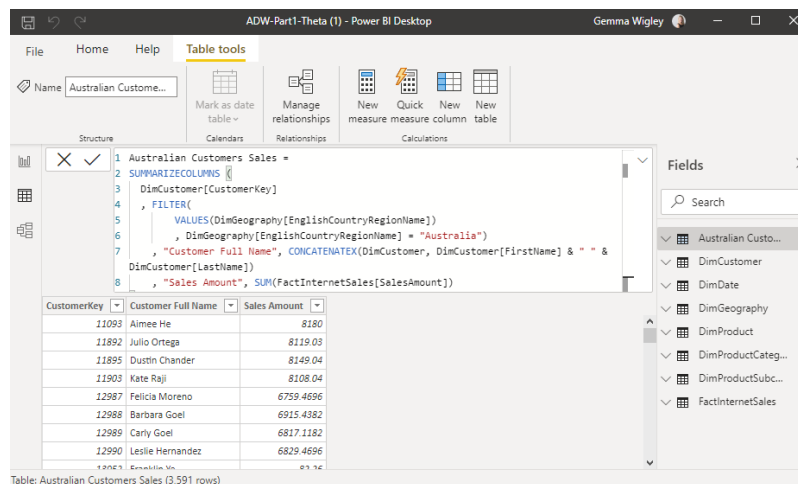 ADW-Part1-Theta (1) - Power BI Desktop
Gemma Wigley
File Home Help Table tools
Name Australian Custome...
Mark as date table
Manage relationships
New measure
Quick measure
New column
New table
Structure Calendars Relationships Calculations
1 Australian Customers Sales =
2 SUMMARIZECOLUMNS (
3 DimCustomer[CustomerKey]
4 , FILTER(
5 VALUES(DimGeography[EnglishCountryRegionName])
6 , DimGeography[EnglishCountryRegionName] = "Australia")
7 , "Customer Full Name", CONCATENATEX(DimCustomer, DimCustomer[FirstName] & " " &
DimCustomer[LastName])
8 , "Sales Amount", SUM(FactInternetSales[SalesAmount])
CustomerKey Customer Full Name Sales Amount
11093 Aimee He 8180
11892 Julio Ortega 8119.03
11895 Dustin Chander 8149.04
11903 Kate Raji 8108.04
12987 Felicia Moreno 6759.4696
12988 Barbara Goel 6915.4382
12989 Carly Goel 6817.1182
12990 Leslie Hernandez 6829.4696
Table: Australian Customers Sales (3,591 rows)
Fields
Search
Australian Custo...
DimCustomer
DimDate
DimGeography
DimProduct
DimProductCateg...
DimProductSubc...
FactInternetSales